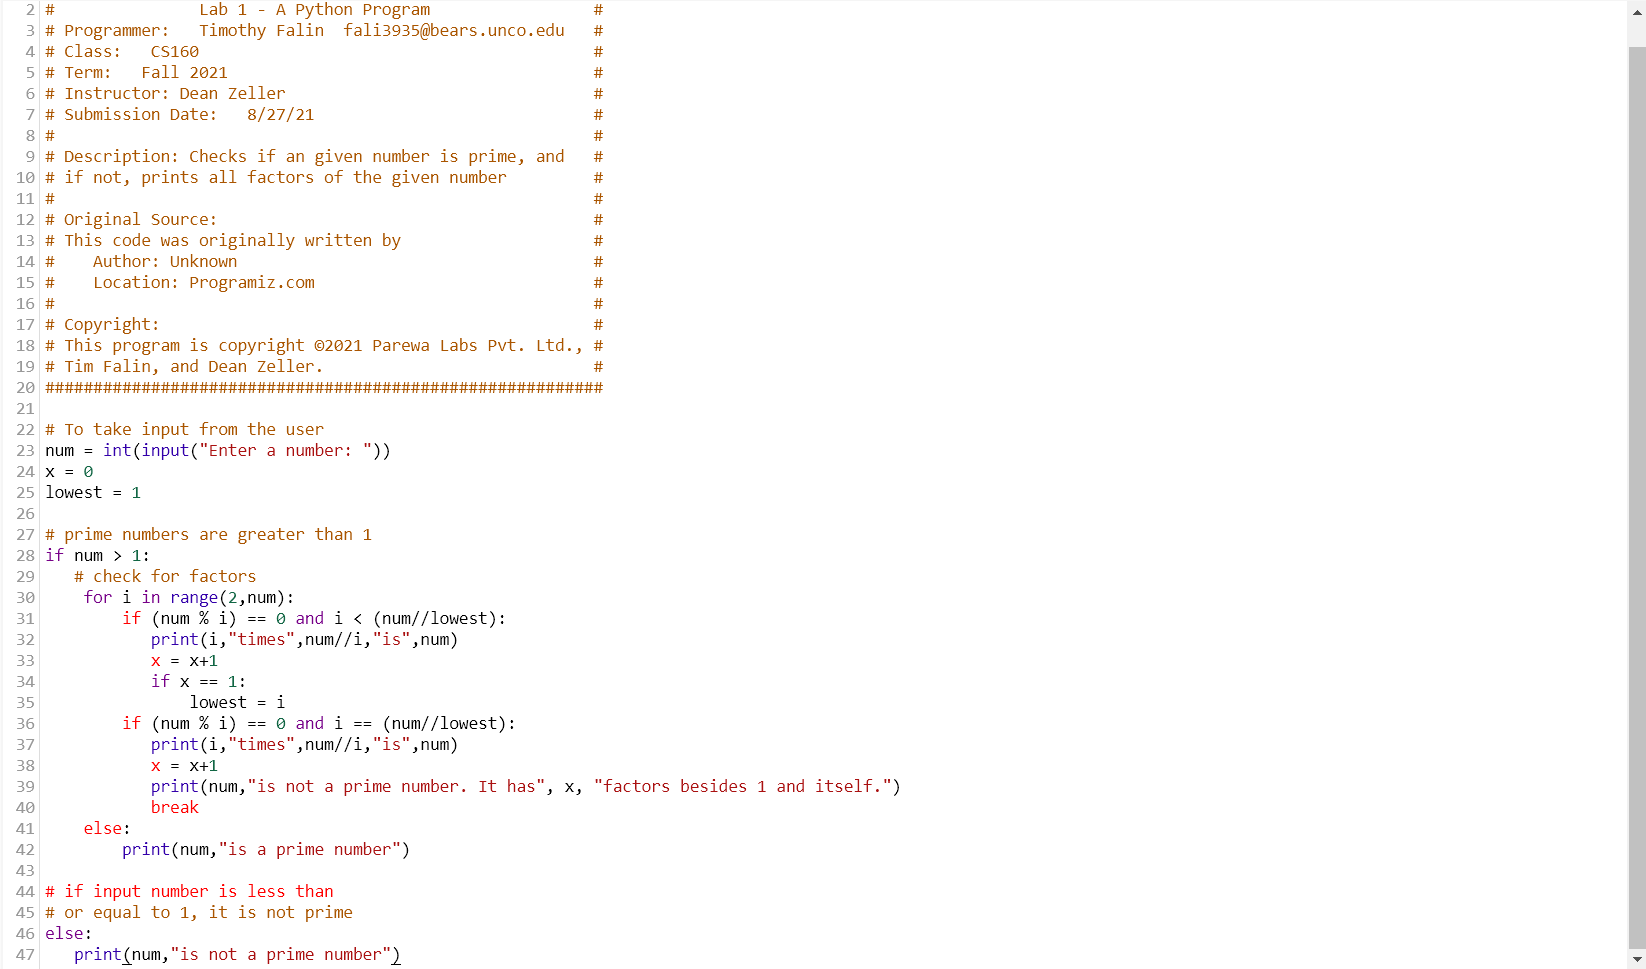 2 # Lab 1 - A Python Program #
3 # Programmer: Timothy Falin fali3935@bears.unco.edu #
4 # Class: CS160 #
5 # Term: Fall 2021 #
6 # Instructor: Dean Zeller #
7 # Submission Date: 8/27/21 #
8 # #
9 # Description: Checks if an given number is prime, and #
10 # if not, prints all factors of the given number #
11 # #
12 # Original Source: #
13 # This code was originally written by #
14 # Author: Unknown #
15 # Location: Programiz.com #
16 # #
17 # Copyright: #
18 # This program is copyright ©2021 Parewa Labs Pvt. Ltd., #
19 # Tim Falin, and Dean Zeller. #
20 ##########################################################
21
22 # To take input from the user
23 num = int(input("Enter a number: "))
24 x = 0
25 lowest = 1
26
27 # prime numbers are greater than 1
28 if num > 1:
29    # check for factors
30     for i in range(2,num):
31         if (num % i) == 0 and i < (num//lowest):
32            print(i,"times",num//i,"is",num)
33            x = x+1
34            if x == 1:
35                lowest = i
36         if (num % i) == 0 and i == (num//lowest):
37            print(i,"times",num//i,"is",num)
38            x = x+1
39            print(num,"is not a prime number. It has", x, "factors besides 1 and itself.")
40            break
41     else:
42         print(num,"is a prime number")
43
44 # if input number is less than
45 # or equal to 1, it is not prime
46 else:
47    print(num,"is not a prime number")